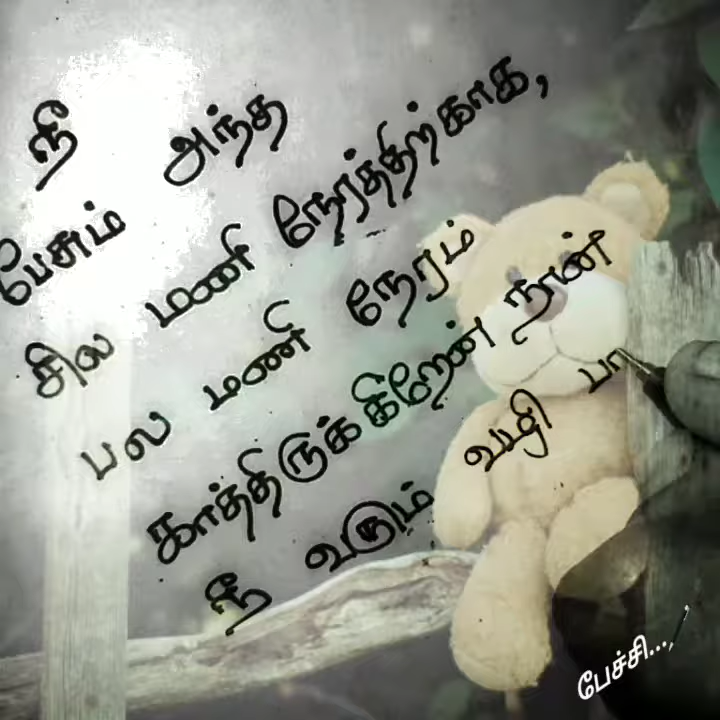 நீ அந்த
பேசும்
சில மணி நேரத்திற்காக,
பல மணி நேரம்
காத்திருக்கிறேன் நான்
நீ வரும் வழி பா
பேச்சி...